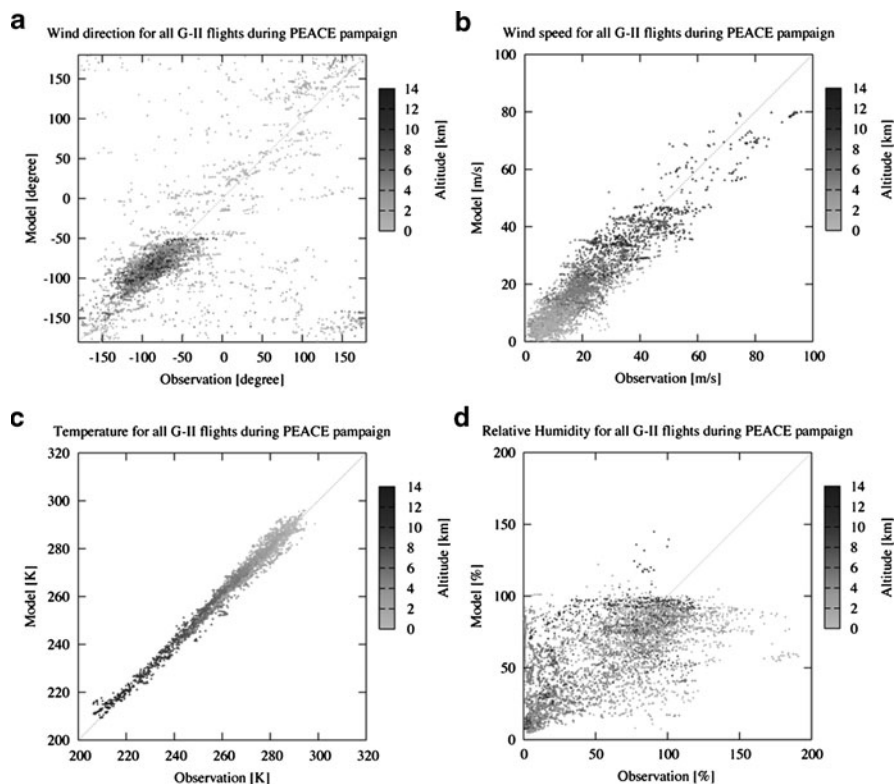 a
Wind direction for all G-II flights during PEACE pampaign
150
100
50
0
-50
-100
-150
Model [degree]
-150 -100 -50 0 50 100 150
Observation [degree]
14
12
10
8
6
4
2
0
Altitude [km]
b
Wind speed for all G-II flights during PEACE pampaign
100
80
60
40
20
0
Model [m/s]
0 20 40 60 80 100
Observation [m/s]
14
12
10
8
6
4
2
0
Altitude [km]
c
Temperature for all G-II flights during PEACE pampaign
320
300
280
260
240
220
200
Model [K]
200 220 240 260 280 300 320
Observation [K]
14
12
10
8
6
4
2
0
Altitude [km]
d
Relative Humidity for all G-II flights during PEACE pampaign
200
150
100
50
0
Model [%]
0 50 100 150 200
Observation [%]
14
12
10
8
6
4
2
0
Altitude [km]